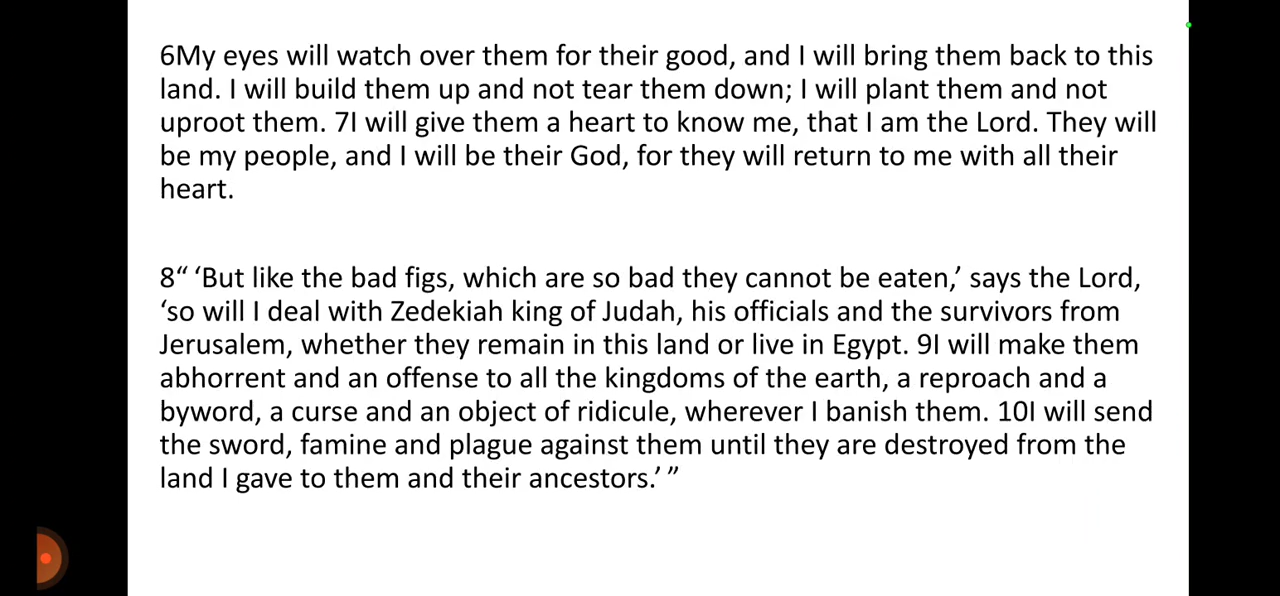 6My eyes will watch over them for their good, and I will bring them back to this
land. I will build them up and not tear them down; I will plant them and not
uproot them. 7I will give them a heart to know me, that I am the Lord. They will
be my people, and I will be their God, for they will return to me with all their
heart.
8“ ‘But like the bad figs, which are so bad they cannot be eaten,’ says the Lord,
‘so will I deal with Zedekiah king of Judah, his officials and the survivors from
Jerusalem, whether they remain in this land or live in Egypt. 9I will make them
abhorrent and an offense to all the kingdoms of the earth, a reproach and a
byword, a curse and an object of ridicule, wherever I banish them. 10I will send
the sword, famine and plague against them until they are destroyed from the
land I gave to them and their ancestors.’ ”